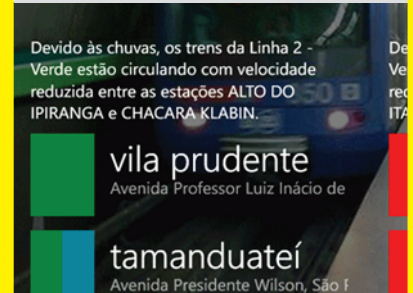 Devido às chuvas, os trens da Linha 2 -
Verde estão circulando com velocidade
reduzida entre as estações ALTO DO
IPIRANGA e CHACARA KLABIN.
vila prudente
Avenida Professor Luiz Inácio de
tamanduateí
Avenida Presidente Wilson, São